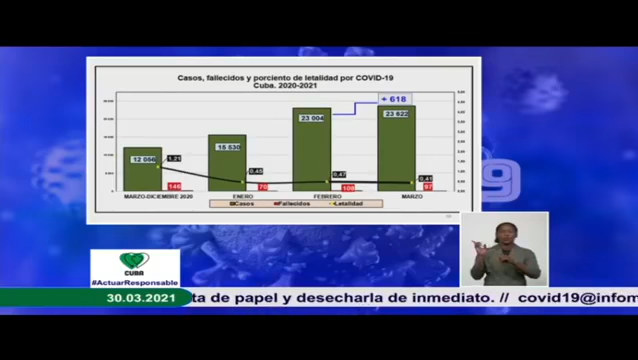 Casos, fallecidos y porciento de letalidad por COVID-19
Cuba. 2020-2021
+ 618
23 004
23 622
15 530
12 056
1,21
0,45
0,47
0,41
146
70
108
97
MARZO-DICIEMBRE 2020
ENERO
FEBRERO
MARZO
Casos
Fallecidos
Letalidad
9
CUBA
#ActuarResponsable
30.03.2021
ta de papel y desecharla de inmediato. // covid19@infom